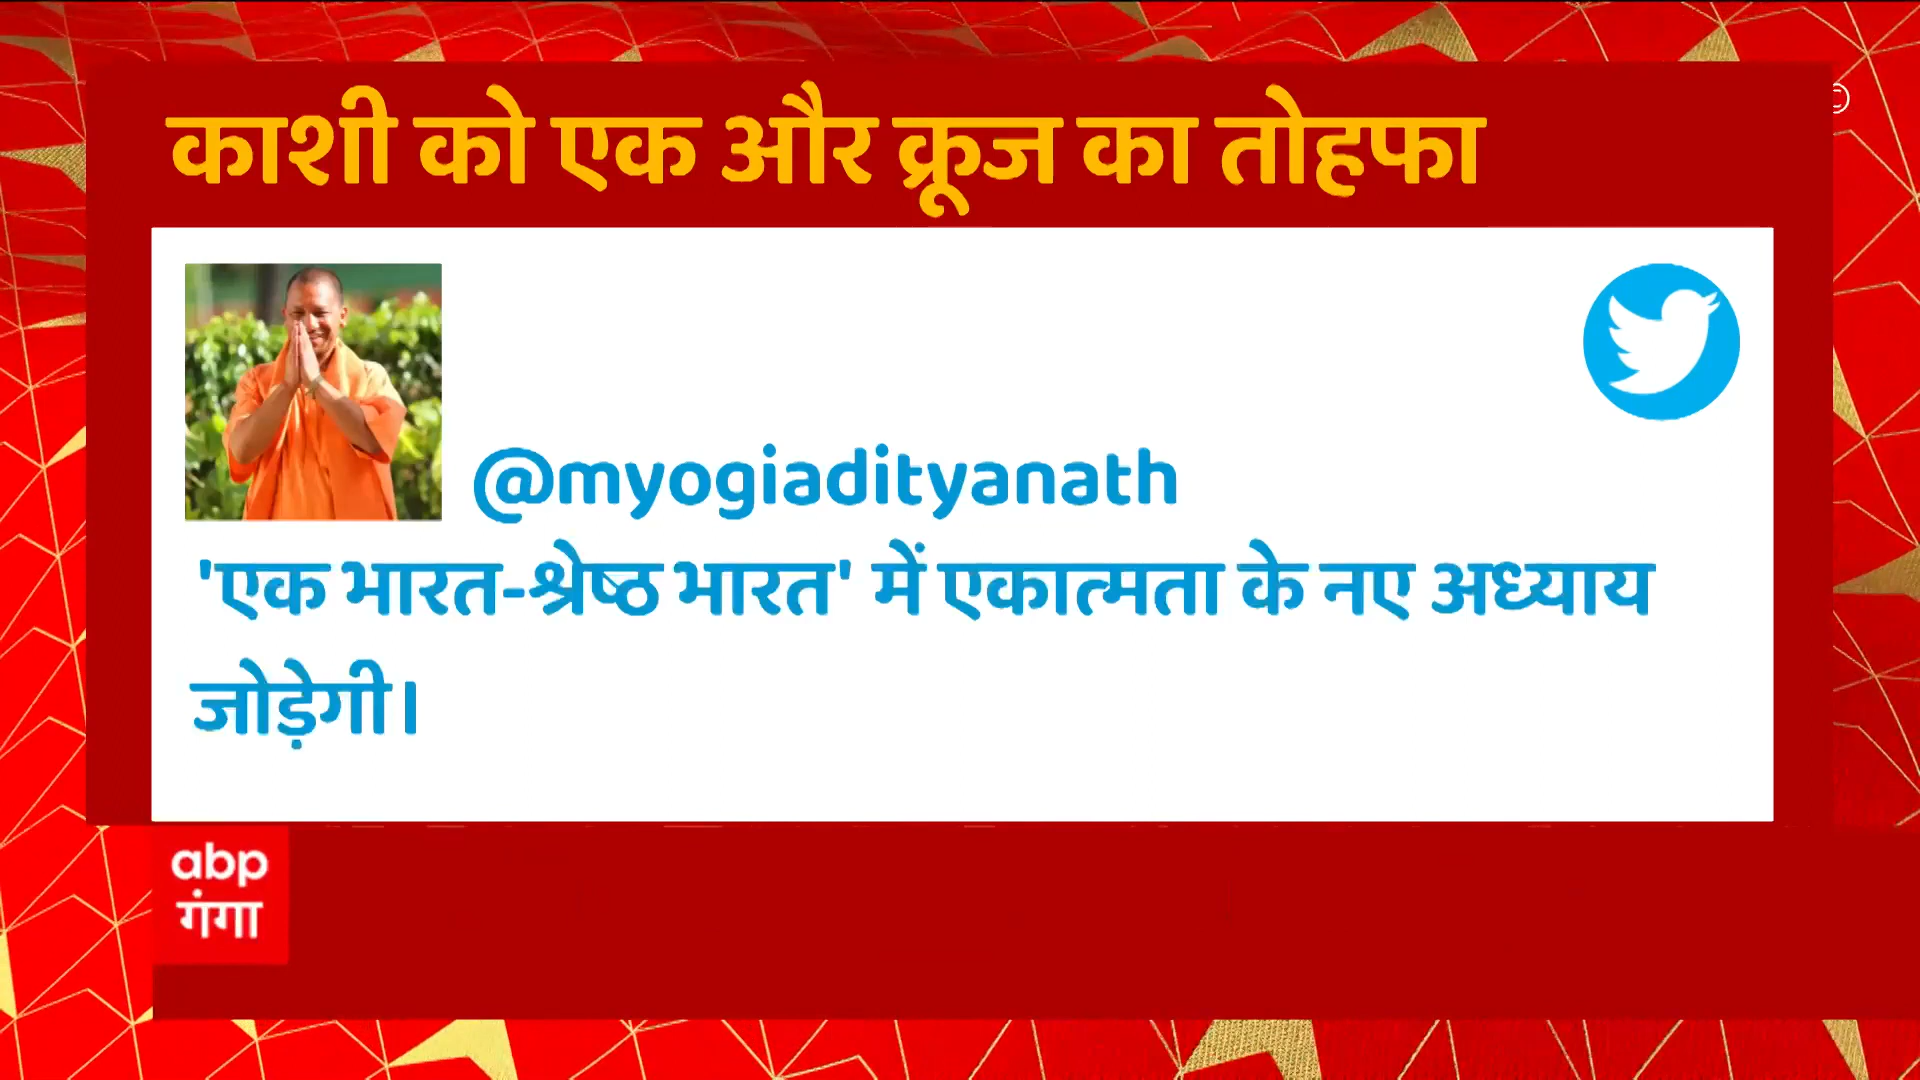 काशी को एक और क्रूज का तोहफा
©
@myogiadityanath
'एक भारत-श्रेष्ठ भारत' में एकात्मता के नए अध्याय
जोड़ेगी।
abp
गंगा